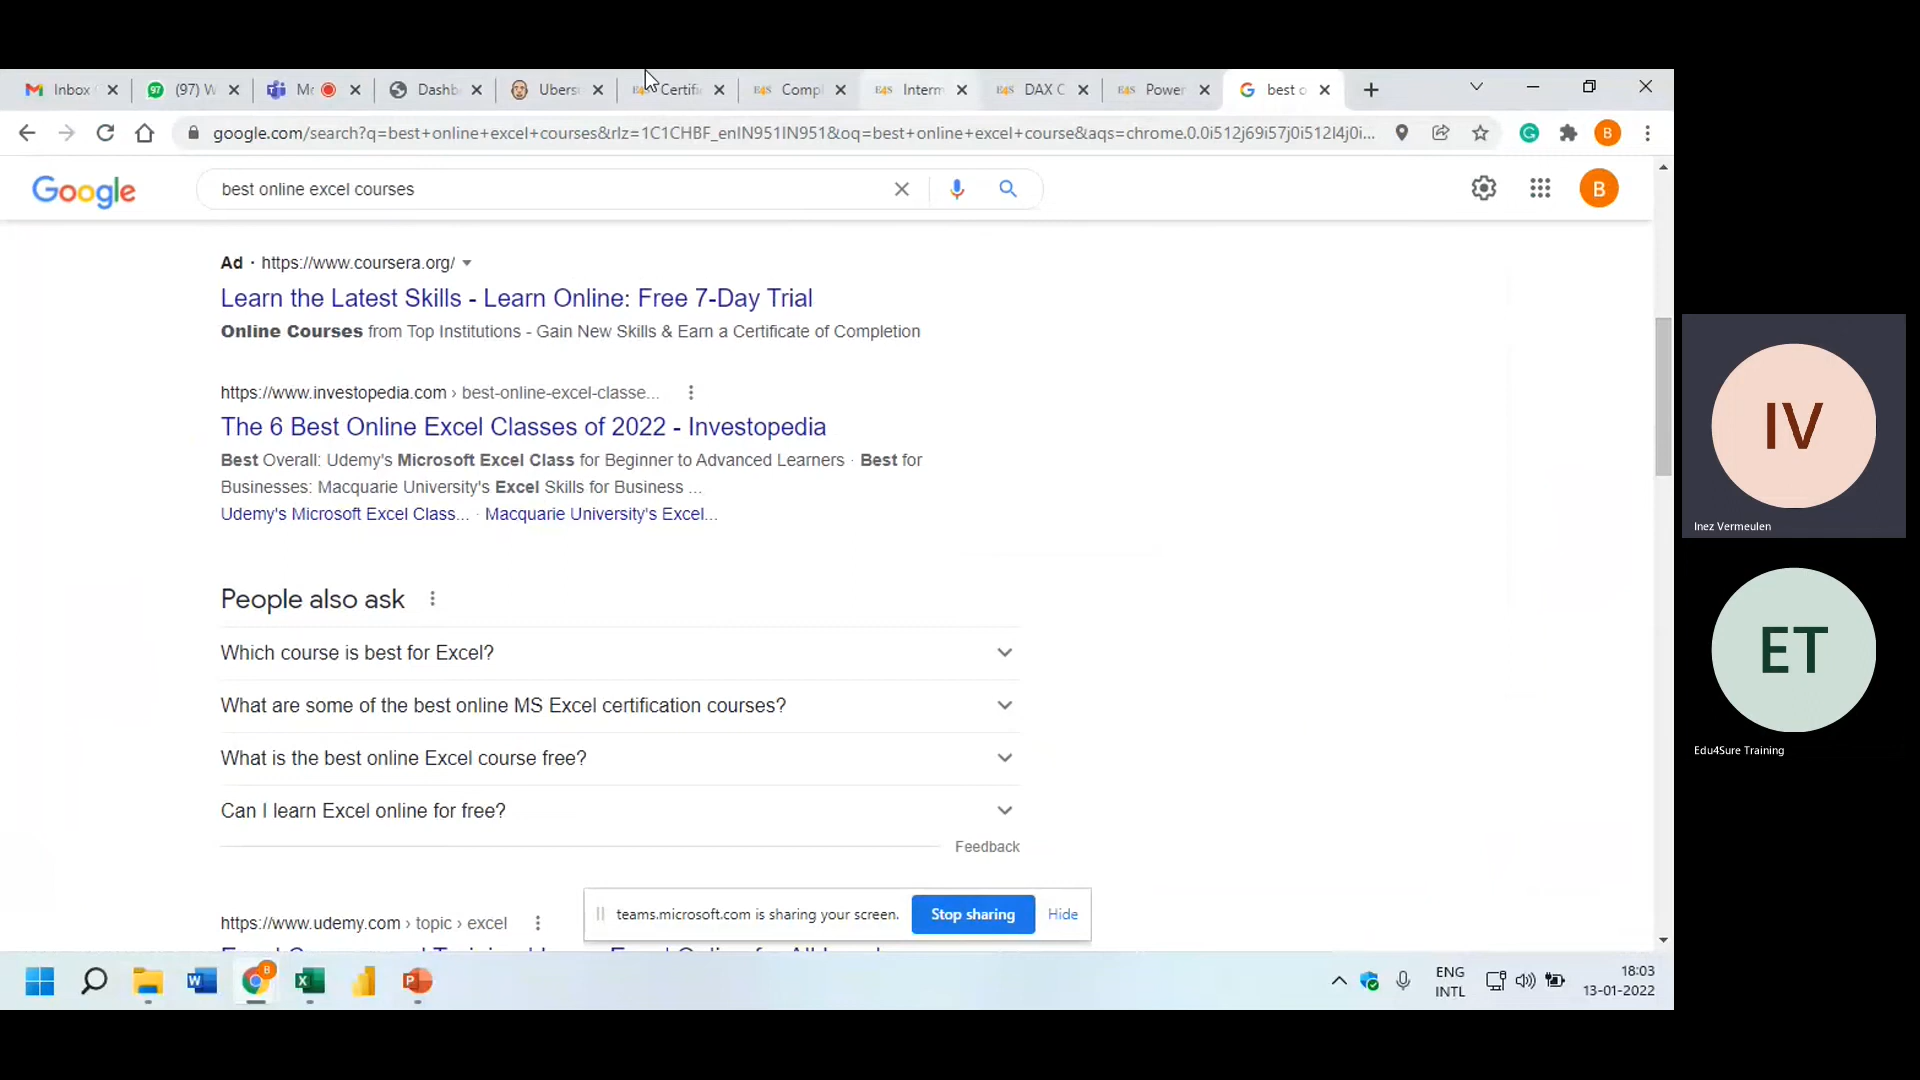 Inbox
(97) W
Mc
Dashb
Ubers
E4S Certifi
E4S Compl
E4S Interm
E4S DAX C
E4S Power
best o
google.com/search?q=best+online+excel+courses&rlz=1C1CHBF_enIN951IN951&oq=best+online+excel+course&aqs=chrome.0.0i512j69i57j0i512l4j0i...
B
Google
best online excel courses
B
Ad · https://www.coursera.org/
Learn the Latest Skills - Learn Online: Free 7-Day Trial
Online Courses from Top Institutions - Gain New Skills & Earn a Certificate of Completion
https://www.investopedia.com › best-online-excel-classe...
The 6 Best Online Excel Classes of 2022 - Investopedia
Best Overall: Udemy's Microsoft Excel Class for Beginner to Advanced Learners · Best for
Businesses: Macquarie University's Excel Skills for Business ...
Udemy's Microsoft Excel Class... · Macquarie University's Excel...
People also ask
Which course is best for Excel?
What are some of the best online MS Excel certification courses?
What is the best online Excel course free?
Can I learn Excel online for free?
Feedback
https://www.udemy.com › topic › excel
teams.microsoft.com is sharing your screen.
Stop sharing
Hide
IV
Inez Vermeulen
ET
Edu4Sure Training
ENG
INTL
18:03
13-01-2022